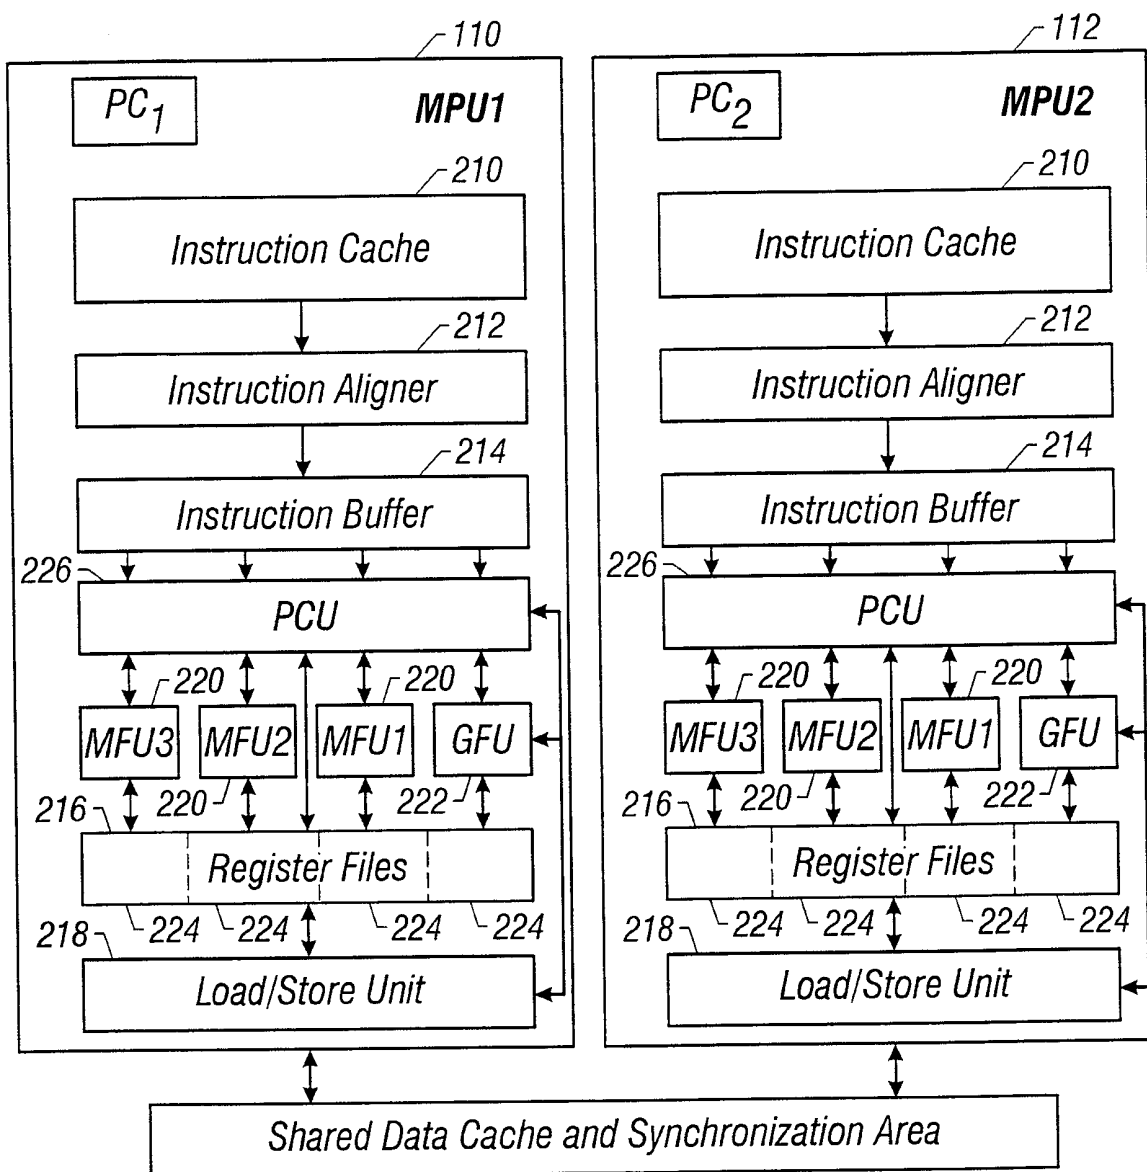 110
PC1
MPU1
210
Instruction Cache
212
Instruction Aligner
214
Instruction Buffer
226
PCU
220
220
MFU3
MFU2
MFU1
GFU
220
222
216
Register Files
224
224
224
224
218
Load/Store Unit
112
PC2
MPU2
210
Instruction Cache
212
Instruction Aligner
214
Instruction Buffer
226
PCU
220
220
MFU3
MFU2
MFU1
GFU
220
222
216
Register Files
224
224
224
224
218
Load/Store Unit
Shared Data Cache and Synchronization Area